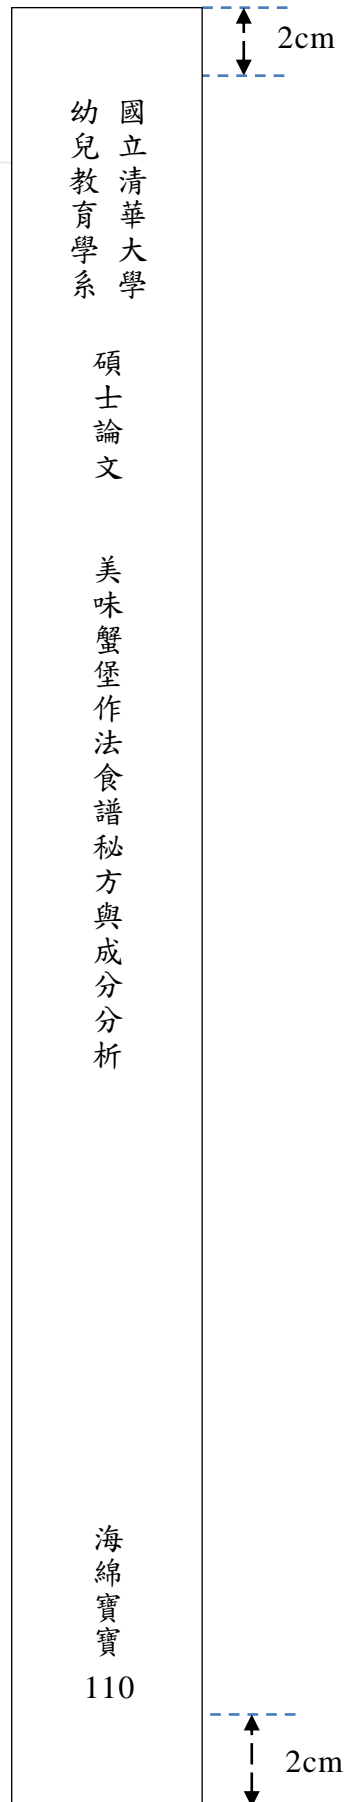 2cm
國立清華大學
幼兒教育學系
碩士論文
美味蟹堡作法食譜秘方與成分分析
海綿寶寶
110
2cm